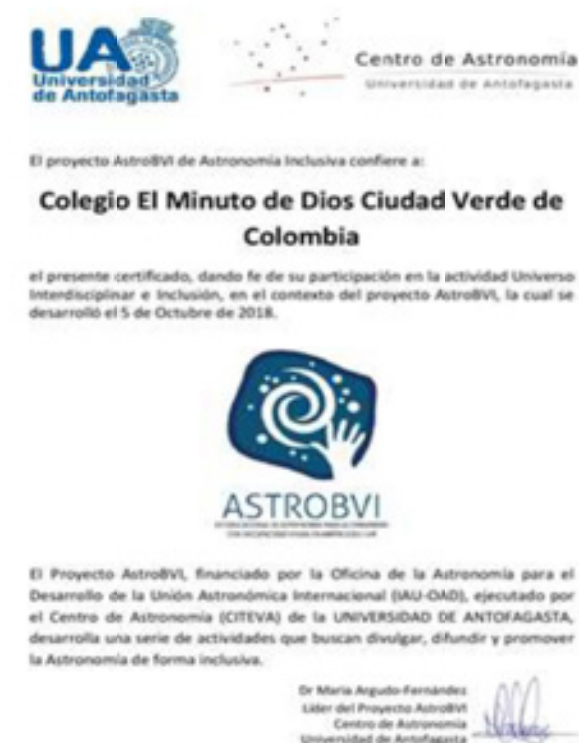 UA
Universidad
de Antofagasta
Centro de Astronomía
Universidad de Antofagasta
El proyecto AstroBVI de Astronomía Inclusiva confiere a:
Colegio El Minuto de Dios Ciudad Verde de
Colombia
el presente certificado, dando fe de su participación en la actividad Universo
Interdisciplinar e Inclusión, en el contexto del proyecto AstroBVI, la cual se
desarrolló el 5 de Octubre de 2018.
ASTROBVI
El Proyecto AstroBVI, financiado por la Oficina de la Astronomía para el
Desarrollo de la Unión Astronómica Internacional (IAU-OAD), ejecutado por
el Centro de Astronomía (CITEVA) de la UNIVERSIDAD DE ANTOFAGASTA,
desarrolla una serie de actividades que buscan divulgar, difundir y promover
la Astronomía de forma inclusiva.
Dr Maria Argudo-Fernández
Líder del Proyecto AstroBVI
Centro de Astronomía
Universidad de Antofagasta